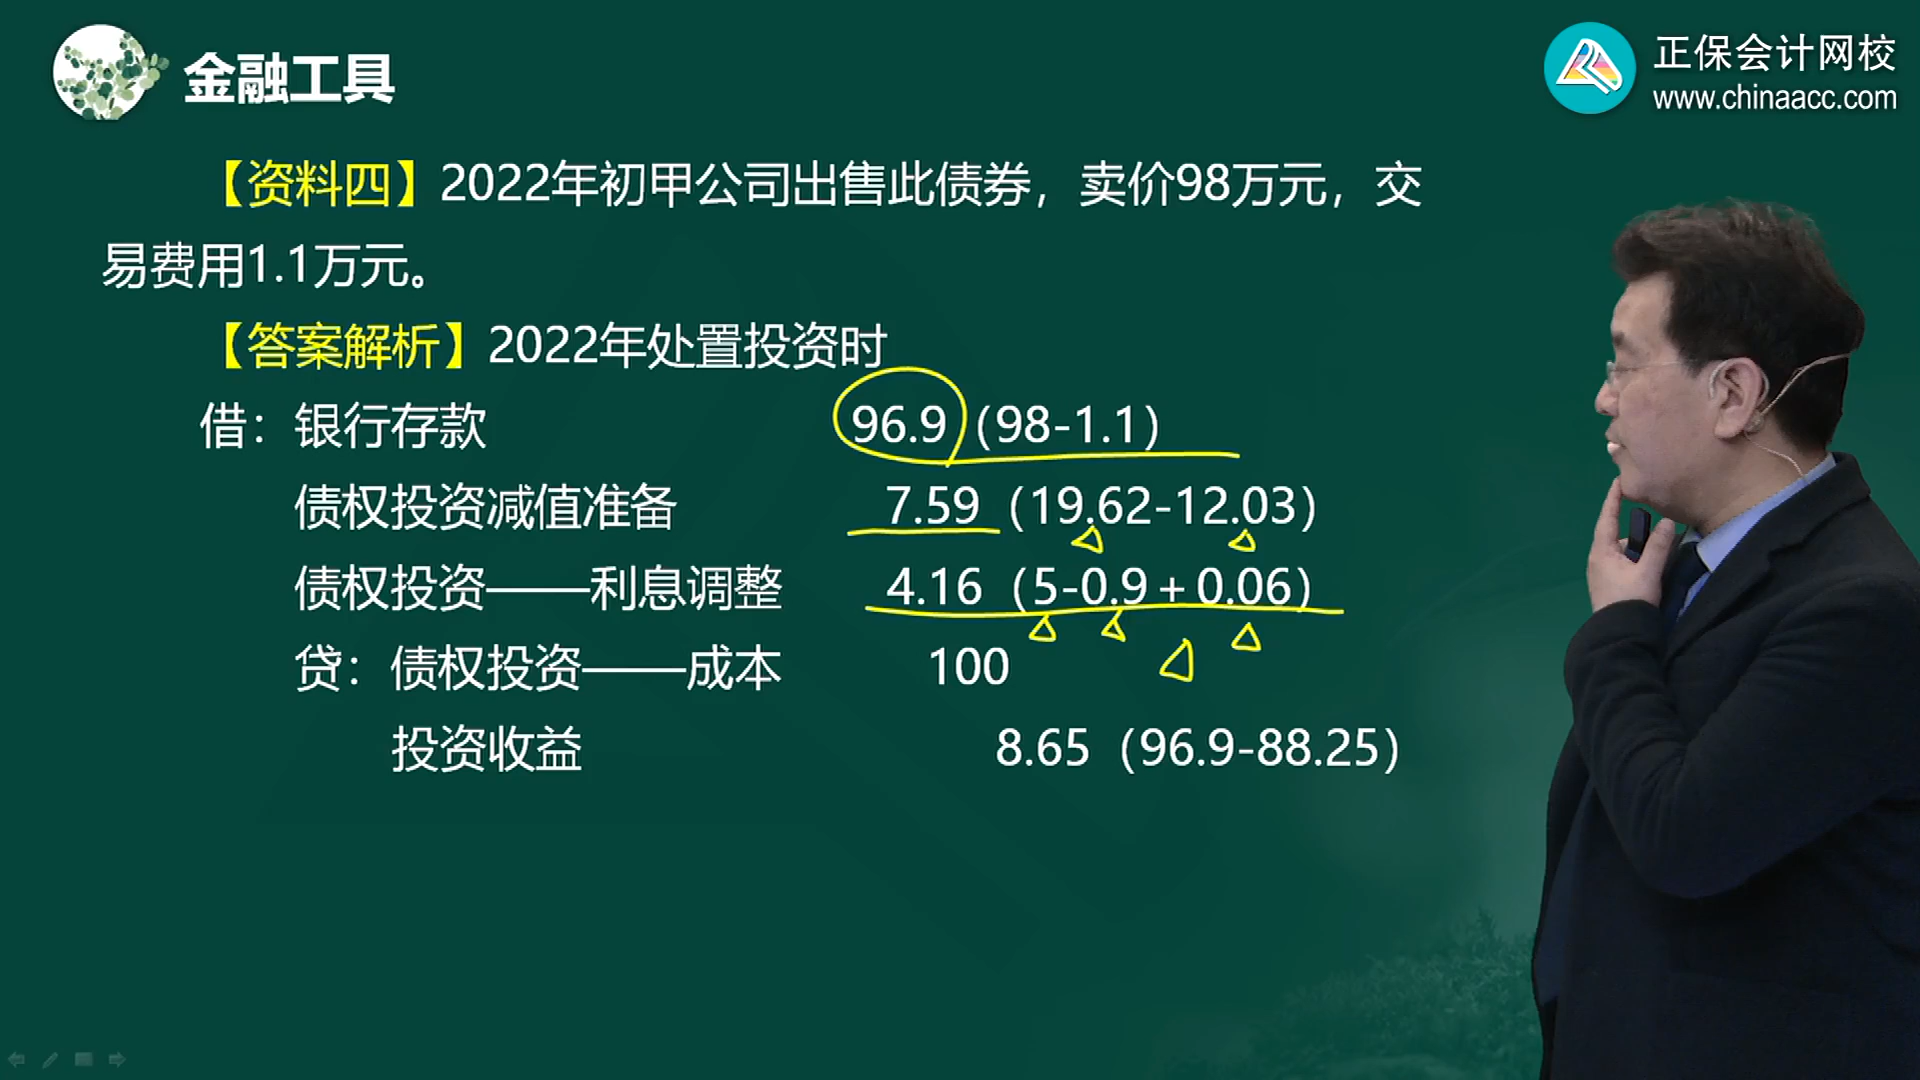 金融工具
正保会计网校
www.chinaacc.com
【资料四】2022年初甲公司出售此债券，卖价98万元，交
易费用1.1万元。
【答案解析】2022年处置投资时
借：银行存款 96.9（98-1.1）
债权投资减值准备 7.59（19.62-12.03）
债权投资——利息调整 4.16（5-0.9＋0.06）
贷：债权投资——成本 100
投资收益 8.65（96.9-88.25）